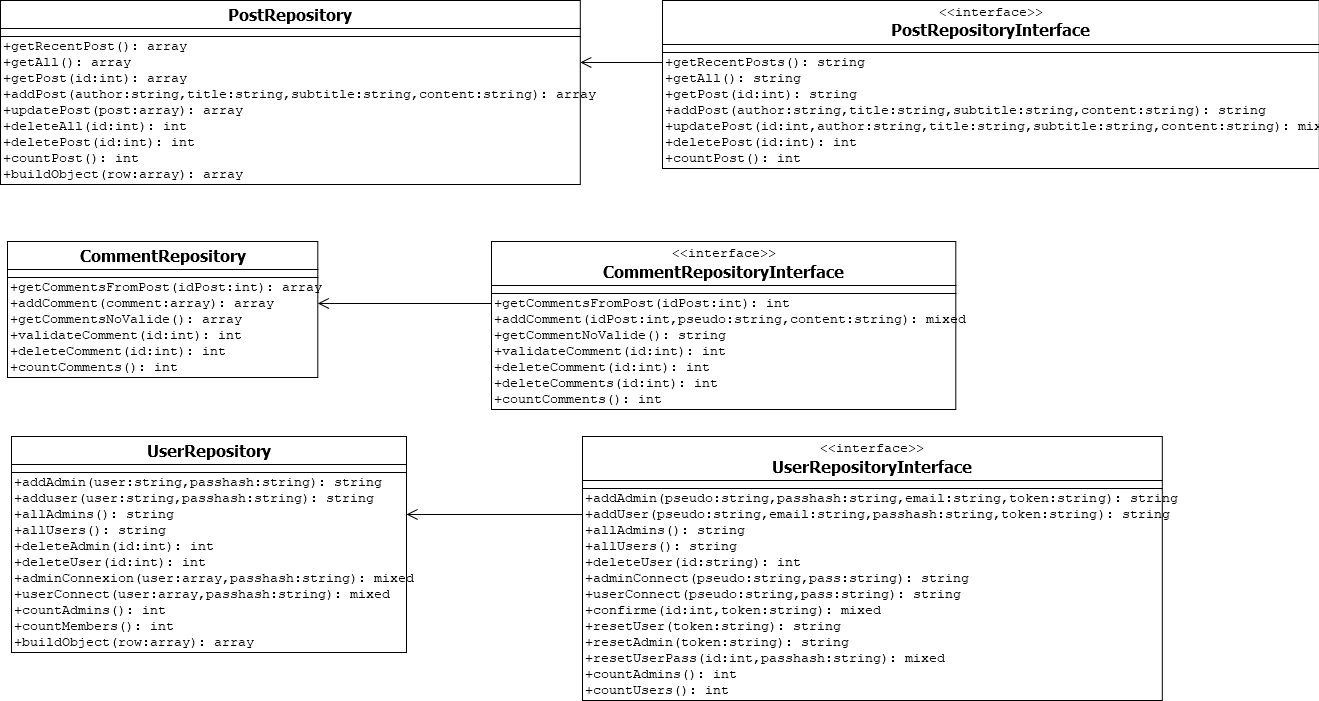 PostRepository
+getRecentPost(): array
+getAll(): array
+getPost(id:int): array
+addPost(author:string,title:string,subtitle:string,content:string): array
+updatePost(post:array): array
+deleteAll(id:int): int
+deletePost(id:int): int
+countPost(): int
+buildObject(row:array): array
<<interface>>
PostRepositoryInterface
+getRecentPosts(): string
+getAll(): string
+getPost(id:int): string
+addPost(author:string,title:string,subtitle:string,content:string): string
+updatePost(id:int,author:string,title:string,subtitle:string,content:string): mix
+deletePost(id:int): int
+countPost(): int
CommentRepository
+getCommentsFromPost(idPost:int): array
+addComment(comment:array): array
+getCommentsNoValide(): array
+validateComment(id:int): int
+deleteComment(id:int): int
+countComments(): int
<<interface>>
CommentRepositoryInterface
+getCommentsFromPost(idPost:int): int
+addComment(idPost:int,pseudo:string,content:string): mixed
+getCommentNoValide(): string
+validateComment(id:int): int
+deleteComment(id:int): int
+deleteComments(id:int): int
+countComments(): int
UserRepository
+addAdmin(user:string,passhash:string): string
+adduser(user:string,passhash:string): string
+allAdmins(): string
+allUsers(): string
+deleteAdmin(id:int): int
+deleteUser(id:int): int
+adminConnexion(user:array,passhash:string): mixed
+userConnect(user:array,passhash:string): mixed
+countAdmins(): int
+countMembers(): int
+buildObject(row:array): array
<<interface>>
UserRepositoryInterface
+addAdmin(pseudo:string,passhash:string,email:string,token:string): string
+addUser(pseudo:string,email:string,passhash:string,token:string): string
+allAdmins(): string
+allUsers(): string
+deleteUser(id:string): int
+adminConnect(pseudo:string,pass:string): string
+userConnect(pseudo:string,pass:string): string
+confirme(id:int,token:string): mixed
+resetUser(token:string): string
+resetAdmin(token:string): string
+resetUserPass(id:int,passhash:string): mixed
+countAdmins(): int
+countUsers(): int